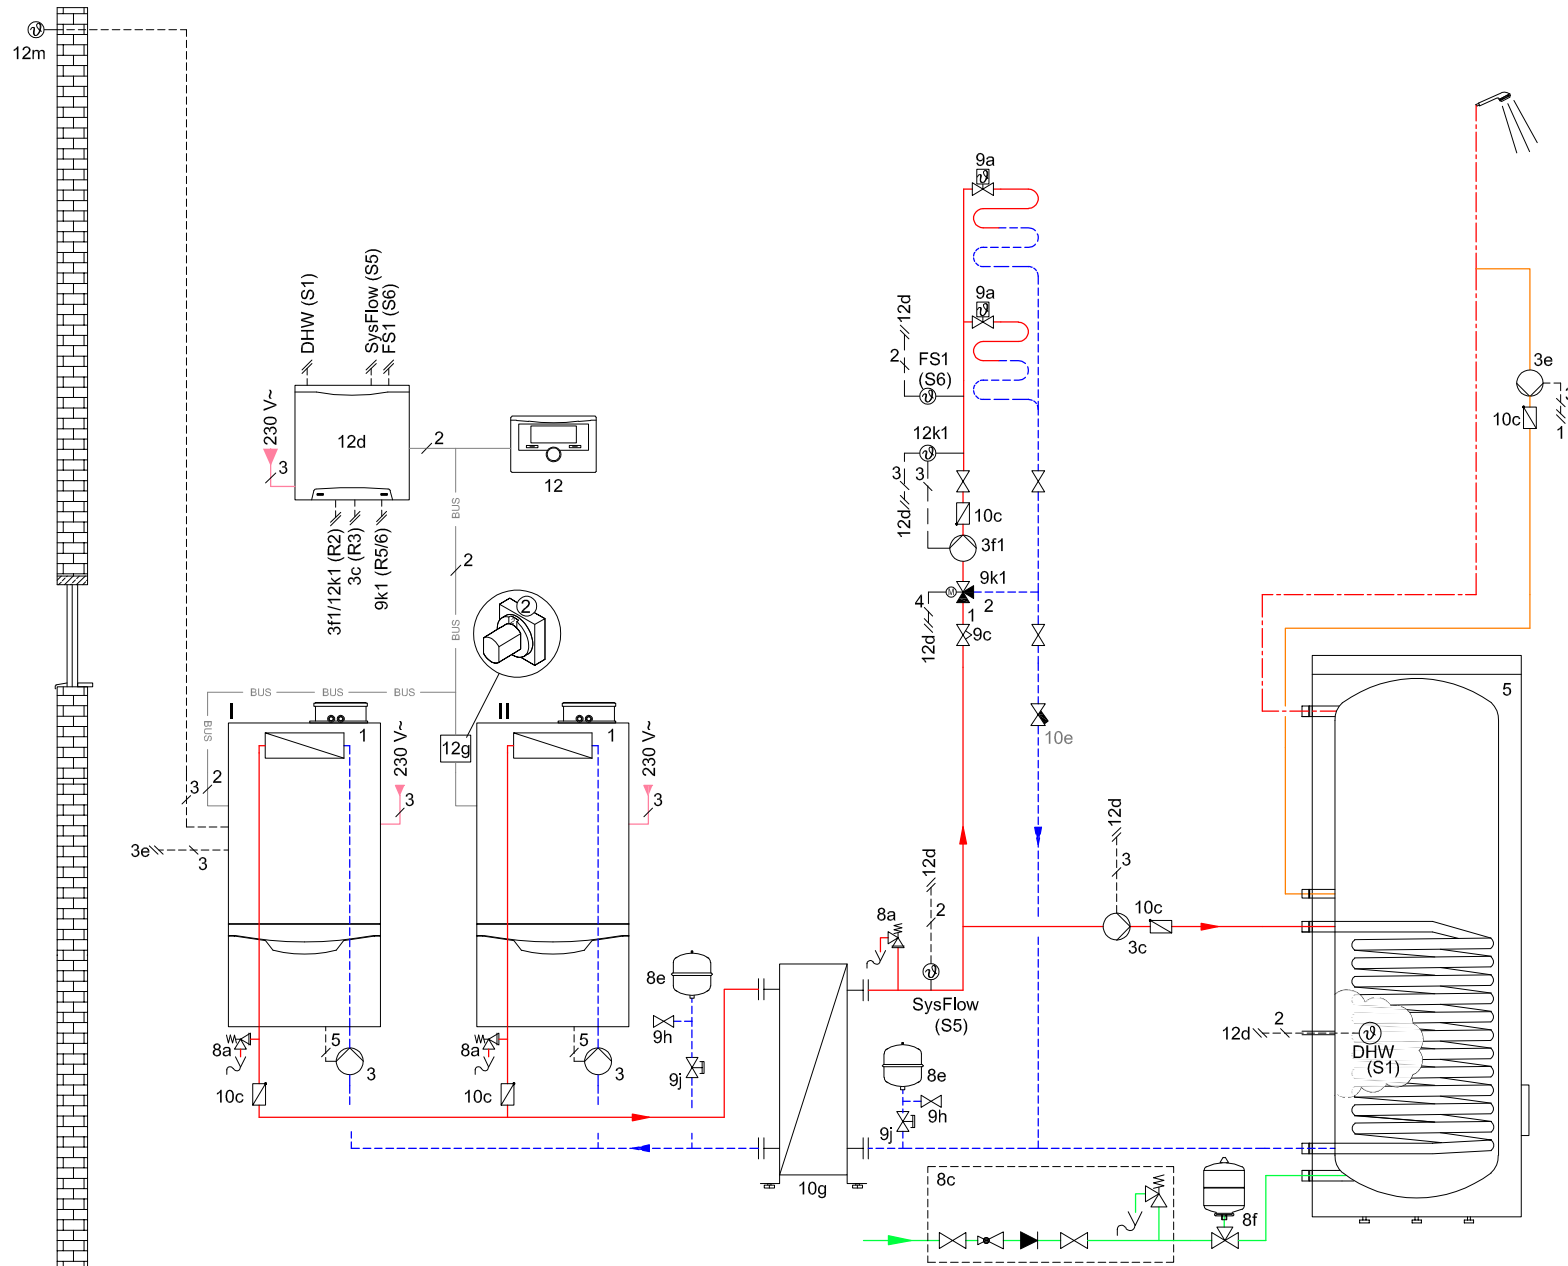 12m
DHW (S1)
SysFlow (S5)
FS1 (S6)
230 V~
3
12d
2
12
3f1/12k1 (R2)
3c (R3)
9k1 (R5/6)
BUS
2
BUS
2
BUS
BUS
BUS
BUS
I
1
II
1
12g
230 V~
3
230 V~
3
3
2
3e
3
8a
5
3
10c
8a
5
3
10c
8e
9h
9j
10g
8e
9h
9j
8a
12d
2
SysFlow
(S5)
9a
9a
12d
2
FS1
(S6)
12k1
3
3
12d
10c
3f1
9k1
4
2
1
12d
9c
10e
12d
3
10c
3c
3e
10c
1
5
12d
2
DHW
(S1)
8c
8f